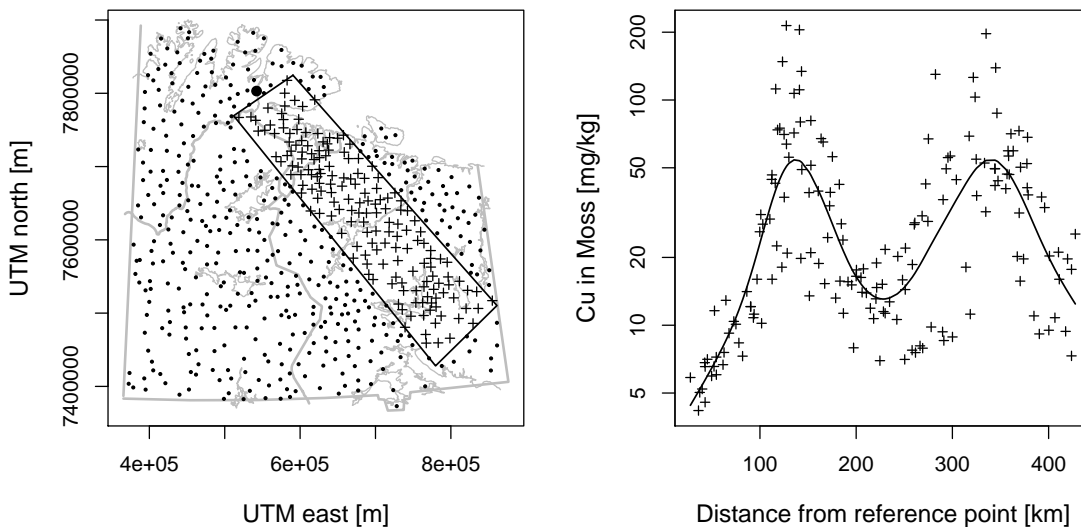 UTM north [m]
7800000
7600000
7400000
4e+05
6e+05
8e+05
UTM east [m]
Cu in Moss [mg/kg]
200
100
50
20
10
5
100
200
300
400
Distance from reference point [km]